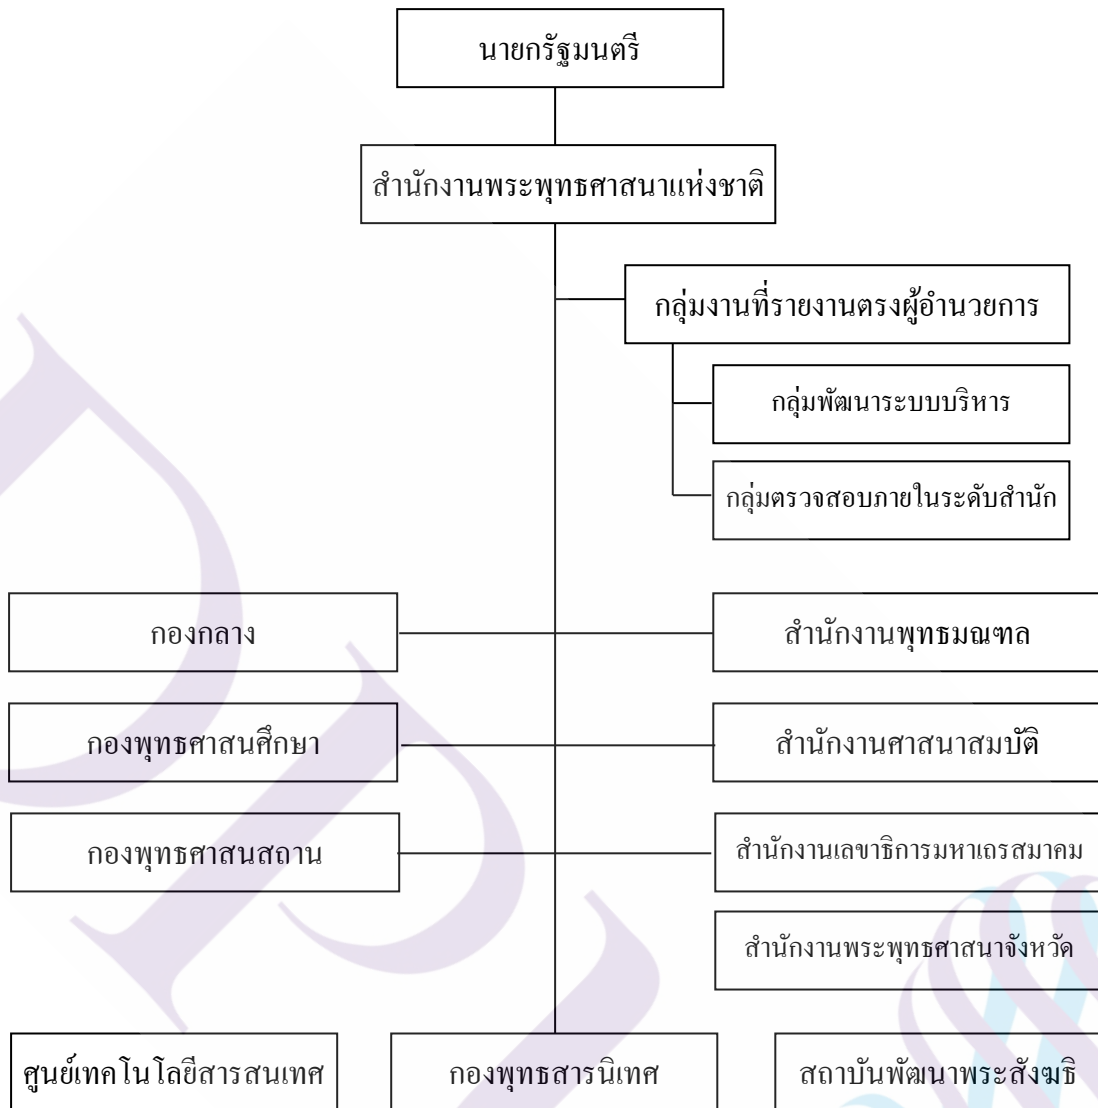 นายกรัฐมนตรี
สำนักงานพระพุทธศาสนาแห่งชาติ
กลุ่มงานที่รายงานตรงผู้อำนวยการ
กลุ่มพัฒนาระบบบริหาร
กลุ่มตรวจสอบภายในระดับสำนัก
กองกลาง
สำนักงานพุทธมณฑล
กองพุทธศาสนศึกษา
สำนักงานศาสนาสมบัติ
กองพุทธศาสนสถาน
สำนักงานเลขาธิการมหาเถรสมาคม
สำนักงานพระพุทธศาสนาจังหวัด
ศูนย์เทคโนโลยีสารสนเทศ
กองพุทธสารนิเทศ
สถาบันพัฒนาพระสังฆธิ